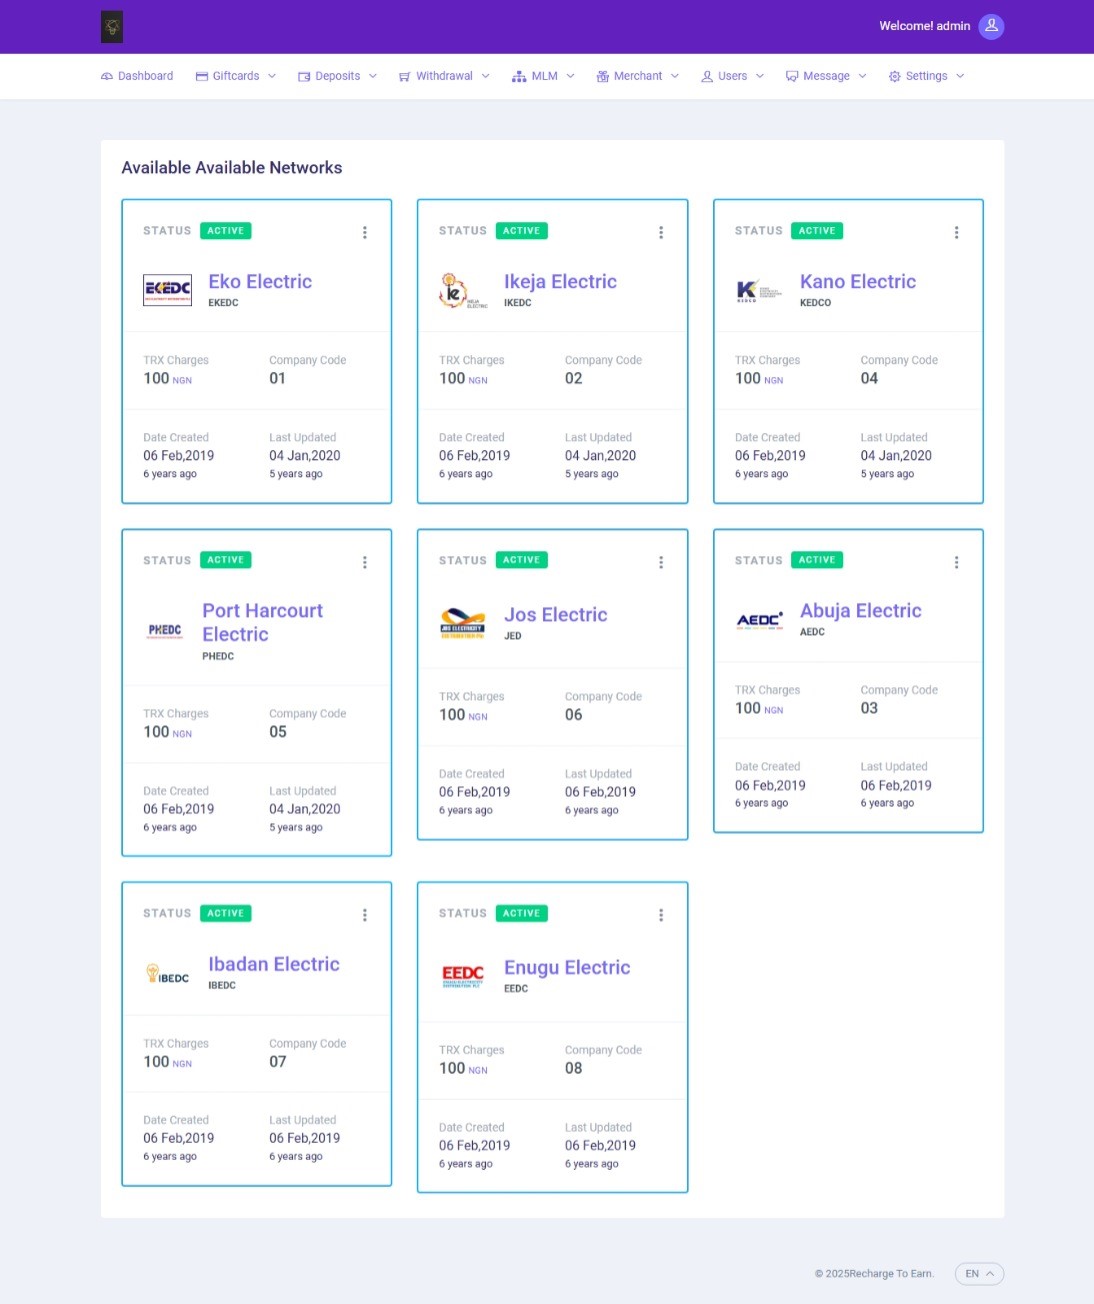 Welcome! admin
Dashboard Giftcards Deposits Withdrawal MLM Merchant Users Message Settings
Available Available Networks
STATUS ACTIVE
EKEDC
Eko Electric
EKEDC
TRX Charges Company Code
100 NGN 01
Date Created Last Updated
06 Feb,2019 04 Jan,2020
6 years ago 5 years ago
STATUS ACTIVE
ie IKEJA ELECTRIC
Ikeja Electric
IKEDC
TRX Charges Company Code
100 NGN 02
Date Created Last Updated
06 Feb,2019 04 Jan,2020
6 years ago 5 years ago
STATUS ACTIVE
K
Kano Electric
KEDCO
TRX Charges Company Code
100 NGN 04
Date Created Last Updated
06 Feb,2019 04 Jan,2020
6 years ago 5 years ago
STATUS ACTIVE
PHEDC
Port Harcourt
Electric
PHEDC
TRX Charges Company Code
100 NGN 05
Date Created Last Updated
06 Feb,2019 04 Jan,2020
6 years ago 5 years ago
STATUS ACTIVE
JOS ELECTRICITY
DISTRIBUTION PLC
Jos Electric
JED
TRX Charges Company Code
100 NGN 06
Date Created Last Updated
06 Feb,2019 06 Feb,2019
6 years ago 6 years ago
STATUS ACTIVE
AEDC
Abuja Electric
AEDC
TRX Charges Company Code
100 NGN 03
Date Created Last Updated
06 Feb,2019 06 Feb,2019
6 years ago 6 years ago
STATUS ACTIVE
IBEDC
Ibadan Electric
IBEDC
TRX Charges Company Code
100 NGN 07
Date Created Last Updated
06 Feb,2019 06 Feb,2019
6 years ago 6 years ago
STATUS ACTIVE
EEDC
Enugu Electric
EEDC
TRX Charges Company Code
100 NGN 08
Date Created Last Updated
06 Feb,2019 06 Feb,2019
6 years ago 6 years ago
© 2025Recharge To Earn. EN